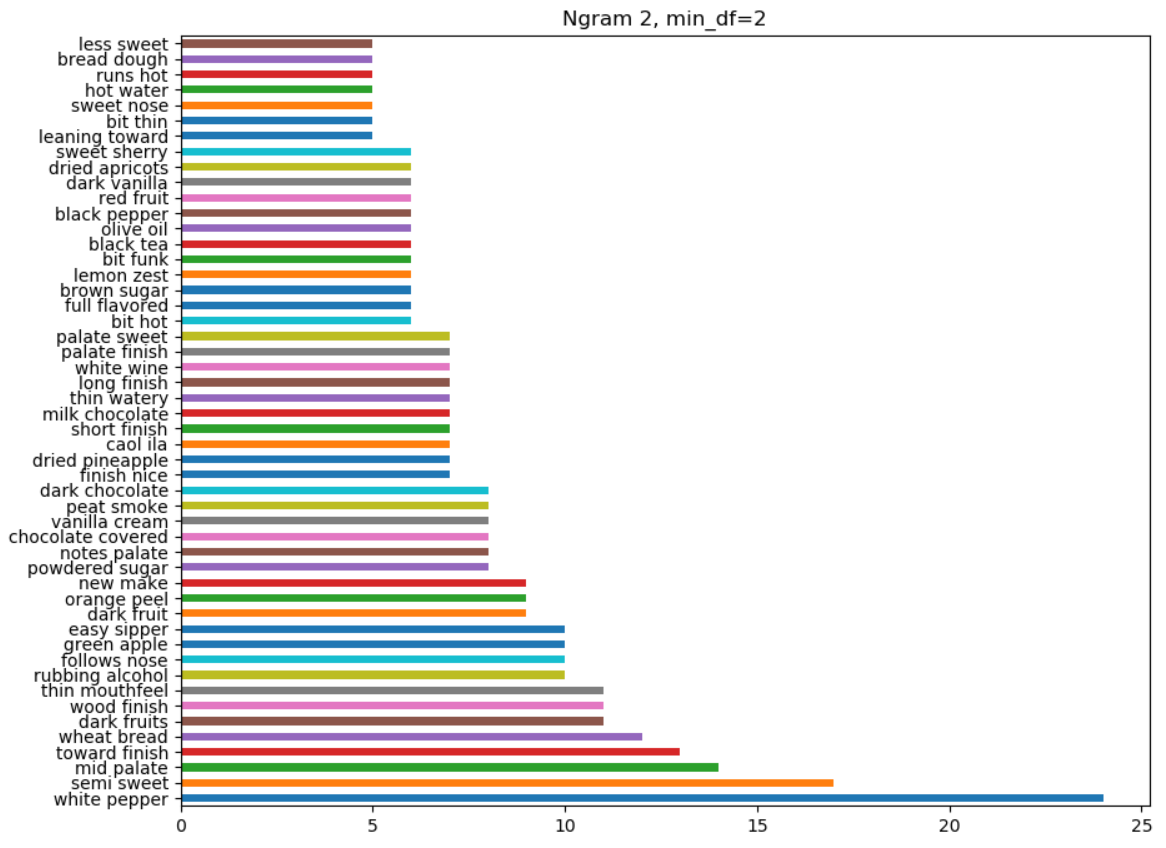 Ngram 2, min_df=2
less sweet
bread dough
runs hot
hot water
sweet nose
bit thin
leaning toward
sweet sherry
dried apricots
dark vanilla
red fruit
black pepper
olive oil
black tea
bit funk
lemon zest
brown sugar
full flavored
bit hot
palate sweet
palate finish
white wine
long finish
thin watery
milk chocolate
short finish
caol ila
dried pineapple
finish nice
dark chocolate
peat smoke
vanilla cream
chocolate covered
notes palate
powdered sugar
new make
orange peel
dark fruit
easy sipper
green apple
follows nose
rubbing alcohol
thin mouthfeel
wood finish
dark fruits
wheat bread
toward finish
mid palate
semi sweet
white pepper
0 5 10 15 20 25